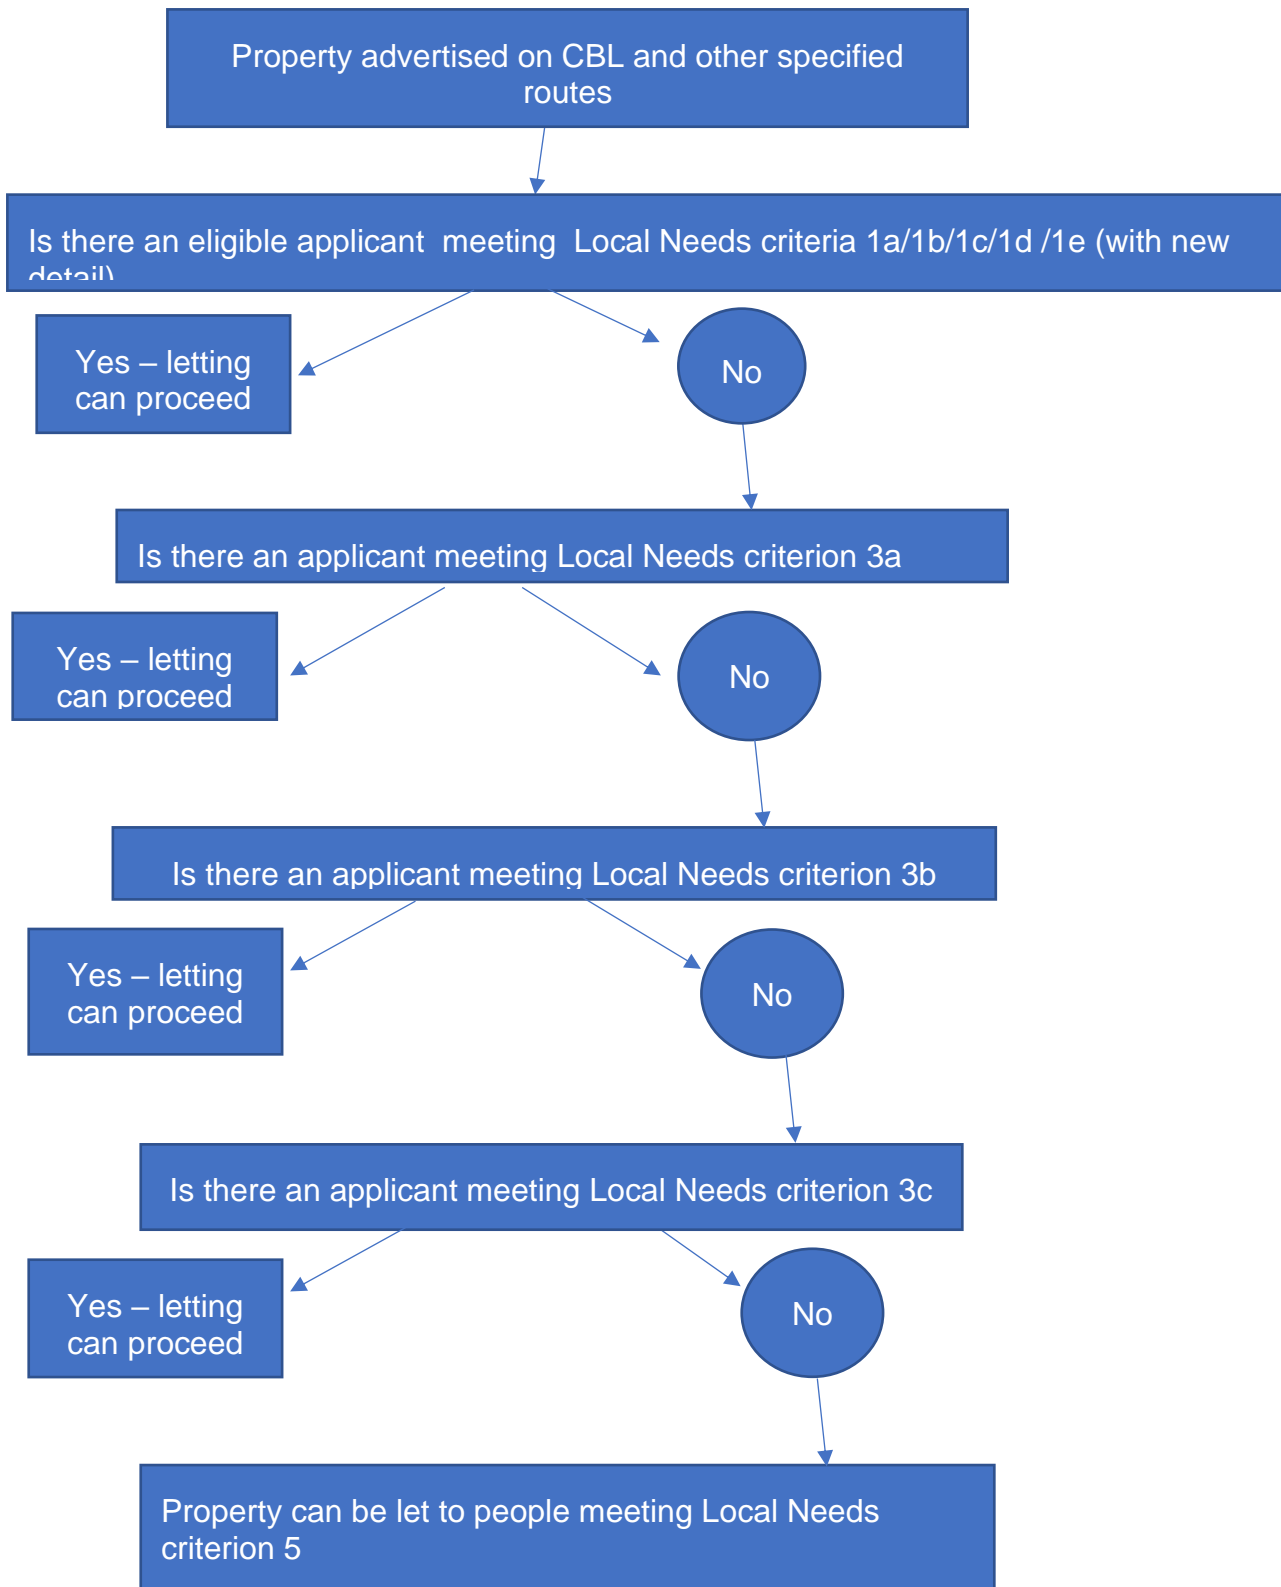 Property advertised on CBL and other specified
routes
Is there an eligible applicant  meeting  Local Needs criteria 1a/1b/1c/1d /1e (with new
detail)
Yes – letting
can proceed
No
Is there an applicant meeting Local Needs criterion 3a
Yes – letting
can proceed
No
Is there an applicant meeting Local Needs criterion 3b
Yes – letting
can proceed
No
Is there an applicant meeting Local Needs criterion 3c
Yes – letting
can proceed
No
Property can be let to people meeting Local Needs
criterion 5